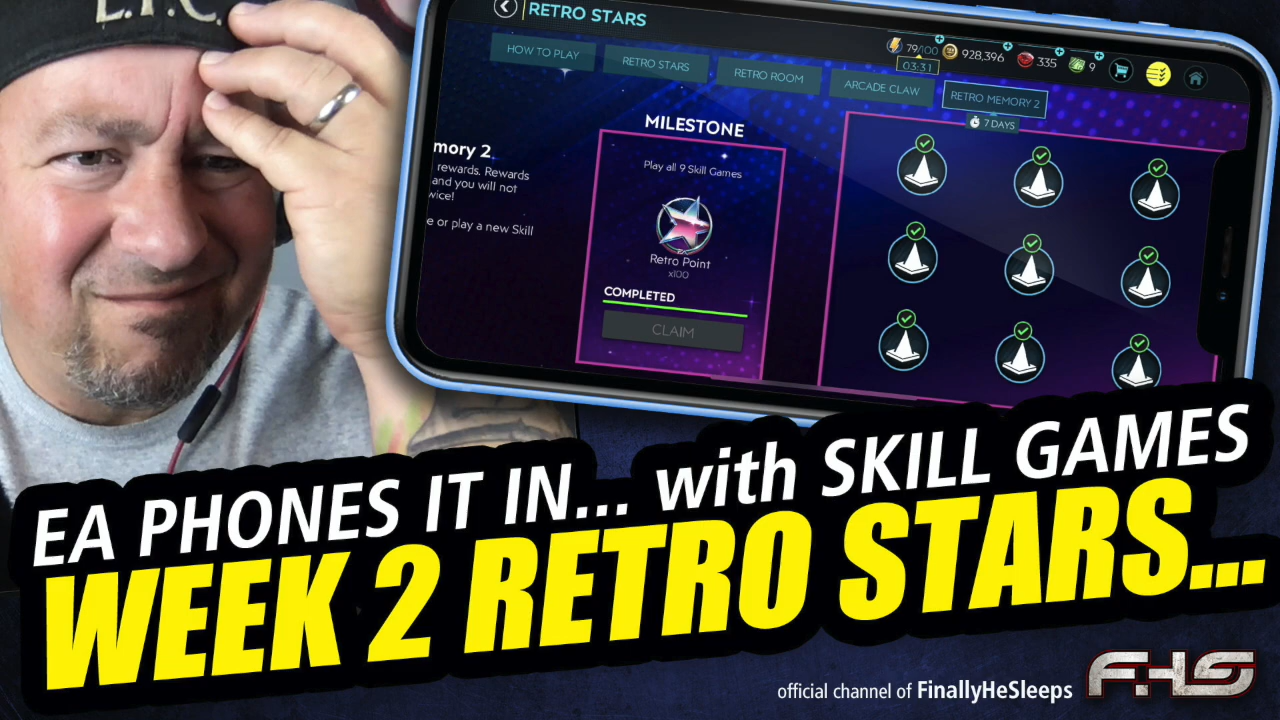 L.F.C.
RETRO STARS
79/100
03:31
928,396
335
9
HOW TO PLAY
RETRO STARS
RETRO ROOM
ARCADE CLAW
RETRO MEMORY 2
7 DAYS
mory 2
rewards. Rewards
and you will not
wice!
e or play a new Skill
MILESTONE
Play all 9 Skill Games
Retro Point
x100
COMPLETED
CLAIM
EA PHONES IT IN... with SKILL GAMES
WEEK 2 RETRO STARS...
official channel of FinallyHeSleeps
FHS